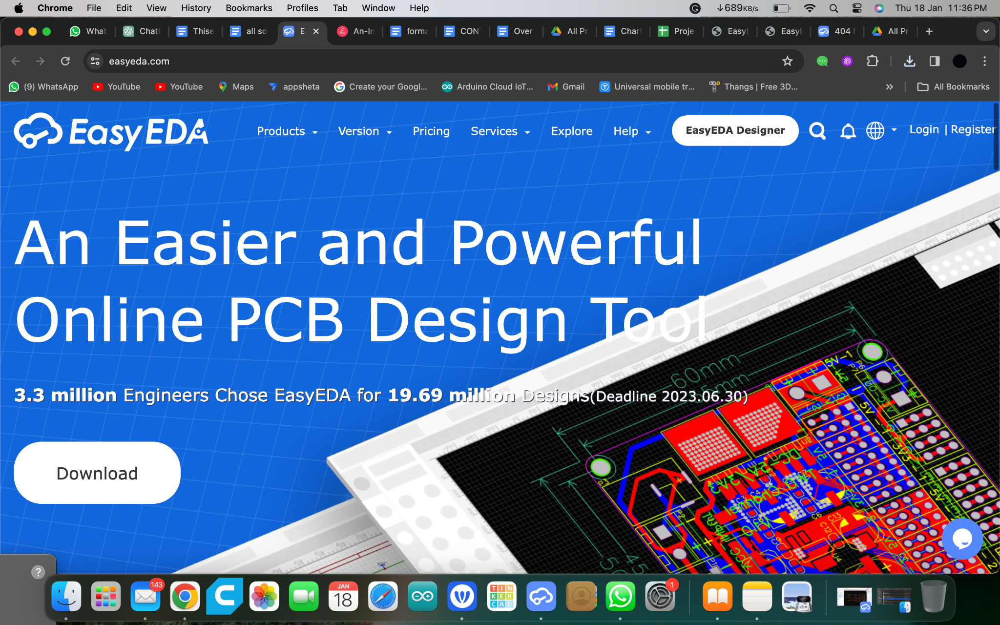 Chrome File Edit View History Bookmarks Profiles Tab Window Help ↓689KB/s Thu 18 Jan 11:36 PM
What Chat Thise all so E An-In forma CON Over All Pr Chart Proje Easy Easy 404 All Pr
easyeda.com
(9) WhatsApp YouTube YouTube Maps appsheta Create your Googl... Arduino Cloud IoT... Gmail Universal mobile tr... Thangs | Free 3D... » All Bookmarks
EasyEDA Products Version Pricing Services Explore Help EasyEDA Designer Login | Register
An Easier and Powerful
Online PCB Design Tool
3.3 million Engineers Chose EasyEDA for 19.69 million Designs(Deadline 2023.06.30)
Download
60mm
5V
3V3
?
143
JAN
18
TIN
KER
CAD
1